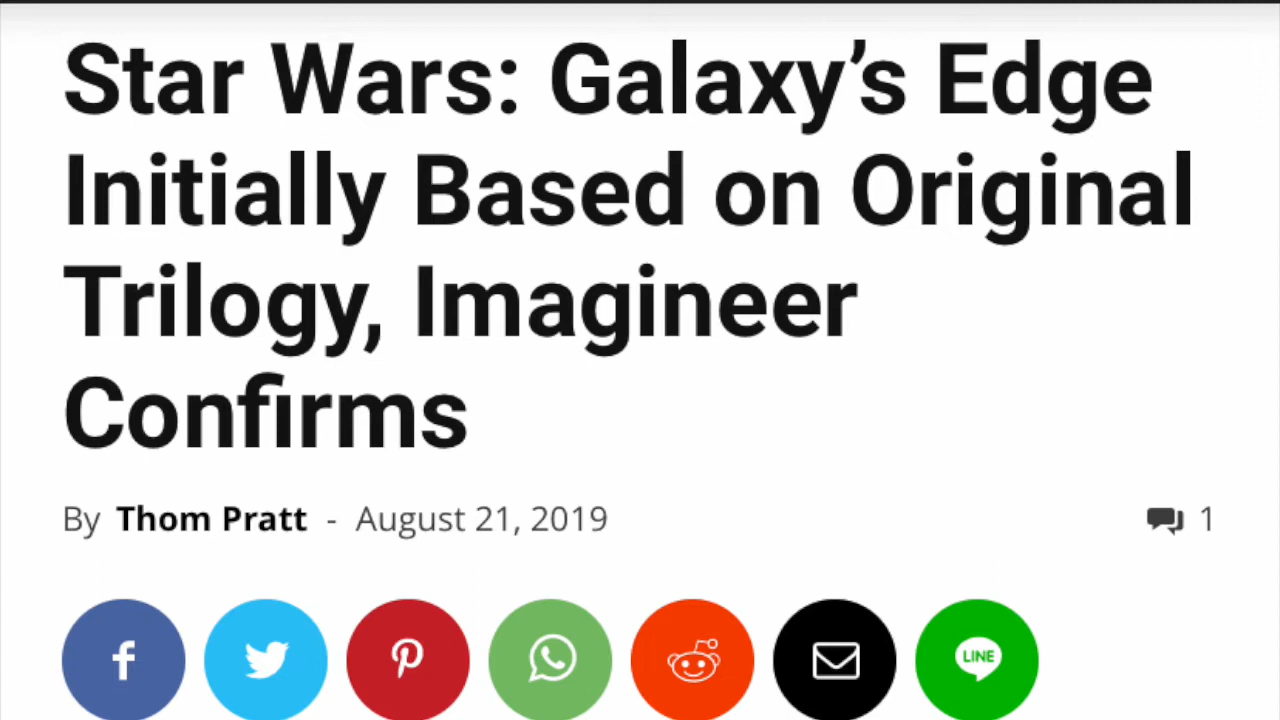 Star Wars: Galaxy’s Edge
Initially Based on Original
Trilogy, Imagineer
Confirms
By Thom Pratt - August 21, 2019
1
LINE